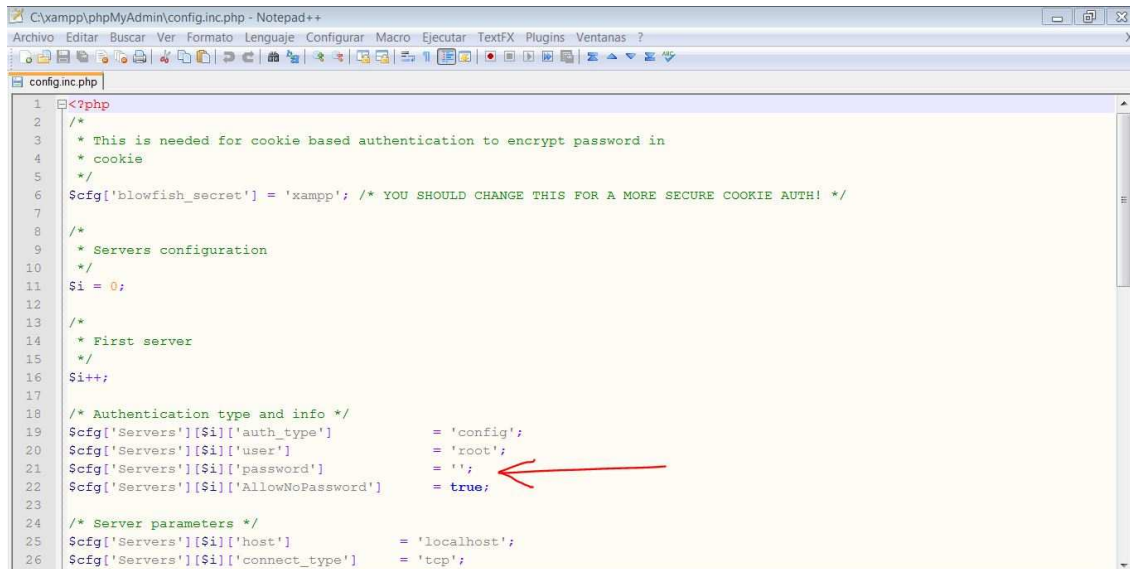 C:\xampp\phpMyAdmin\config.inc.php - Notepad++
Archivo Editar Buscar Ver Formato Lenguaje Configurar Macro Ejecutar TextFX Plugins Ventanas ?
config.inc.php
1 <?php
2 /*
3 * This is needed for cookie based authentication to encrypt password in
4 * cookie
5 */
6 $cfg['blowfish_secret'] = 'xampp'; /* YOU SHOULD CHANGE THIS FOR A MORE SECURE COOKIE AUTH! */
7
8 /*
9 * Servers configuration
10 */
11 $i = 0;
12
13 /*
14 * First server
15 */
16 $i++;
17
18 /* Authentication type and info */
19 $cfg['Servers'][$i]['auth_type'] = 'config';
20 $cfg['Servers'][$i]['user'] = 'root';
21 $cfg['Servers'][$i]['password'] = '';
22 $cfg['Servers'][$i]['AllowNoPassword'] = true;
23
24 /* Server parameters */
25 $cfg['Servers'][$i]['host'] = 'localhost';
26 $cfg['Servers'][$i]['connect_type'] = 'tcp';